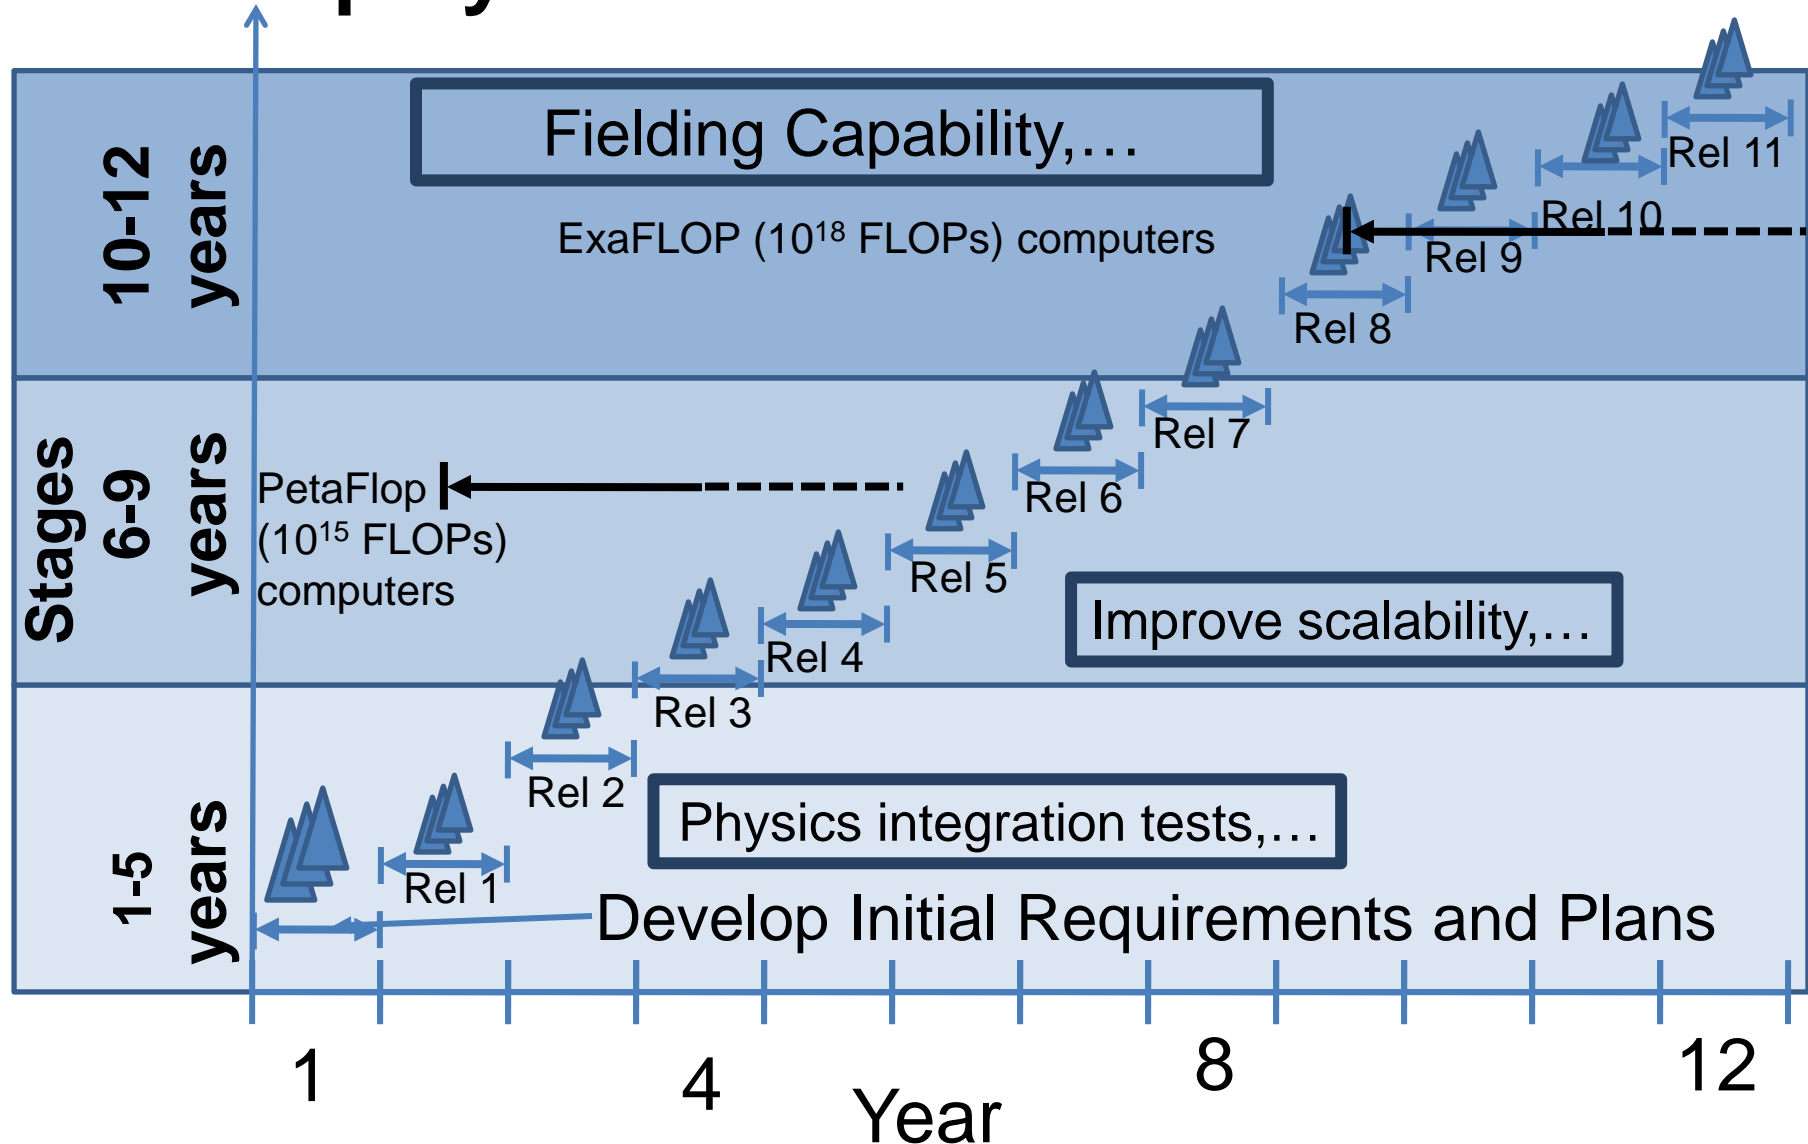 Fielding Capability,…
Rel 11
Rel 10
ExaFLOP (10¹⁸ FLOPs) computers
Rel 9
Rel 8
10-12
years
Rel 7
PetaFlop
(10¹⁵ FLOPs)
computers
Rel 6
Rel 5
Improve scalability,…
Rel 4
Stages
6-9
years
Rel 3
Rel 2
Physics integration tests,…
Rel 1
Develop Initial Requirements and Plans
1-5
years
1
4
8
12
Year